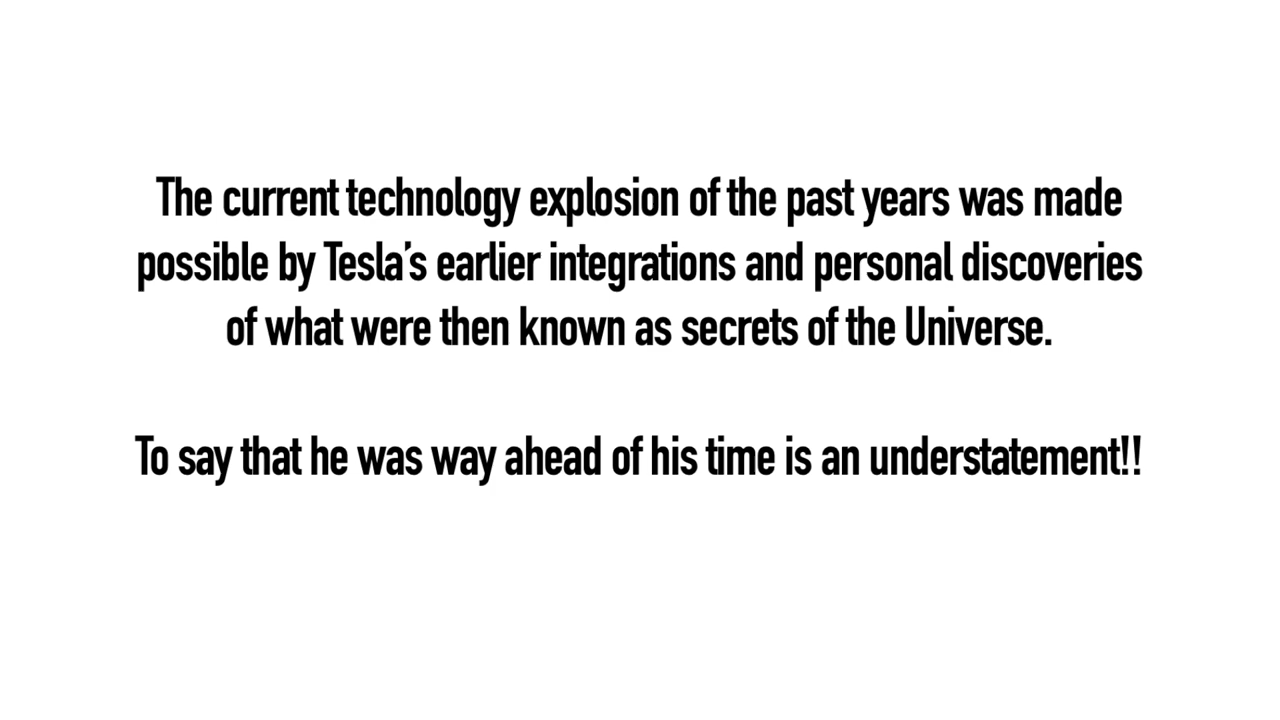 The current technology explosion of the past years was made
possible by Tesla’s earlier integrations and personal discoveries
of what were then known as secrets of the Universe.
To say that he was way ahead of his time is an understatement!!